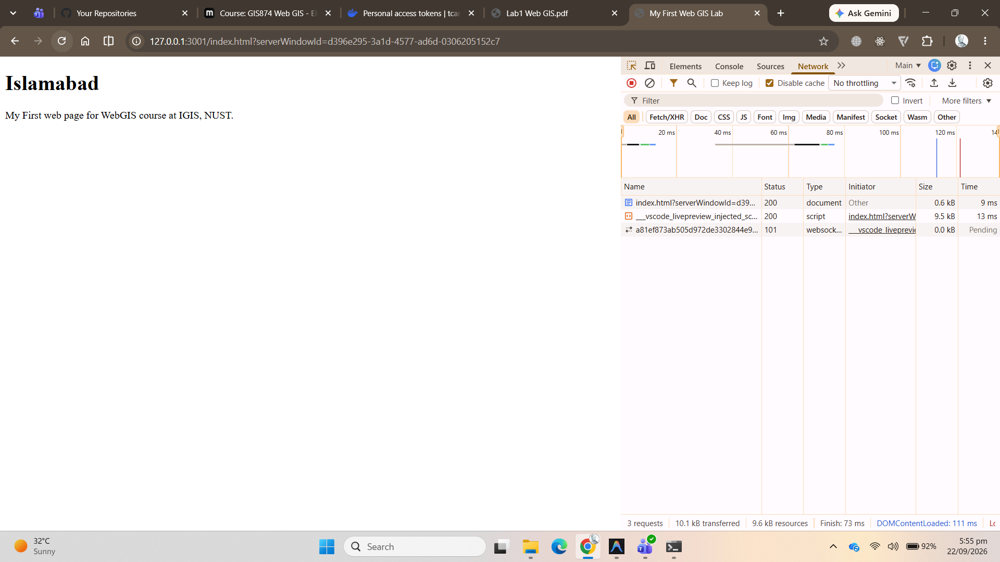 Your Repositories
Course: GIS874 Web GIS - El
Personal access tokens | tcar
Lab1 Web GIS.pdf
My First Web GIS Lab
Ask Gemini
127.0.0.1:3001/index.html?serverWindowId=d396e295-3a1d-4577-ad6d-0306205152c7
Islamabad
My First web page for WebGIS course at IGIS, NUST.
Elements Console Sources Network Main
Keep log Disable cache No throttling
Filter Invert More filters
All Fetch/XHR Doc CSS JS Font Img Media Manifest Socket Wasm Other
20 ms 40 ms 60 ms 80 ms 100 ms 120 ms 14
Name Status Type Initiator Size Time
index.html?serverWindowId=d39... 200 document Other 0.6 kB 9 ms
___vscode_livepreview_injected_sc... 200 script index.html?serverW 9.5 kB 13 ms
a81ef873ab505d972de3302844e9... 101 websock... ___vscode_liveprevie 0.0 kB Pending
3 requests 10.1 kB transferred 9.6 kB resources Finish: 73 ms DOMContentLoaded: 111 ms Lo
32°C
Sunny
Search
92%
5:55 pm
22/09/2026